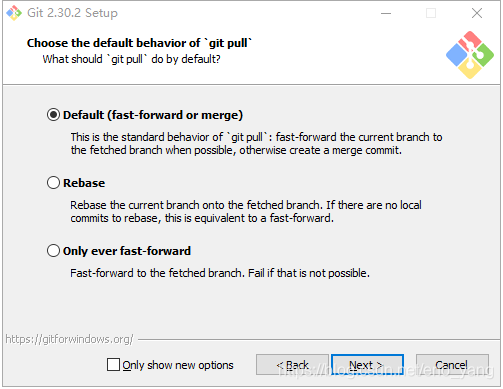 Git 2.30.2 Setup
Choose the default behavior of `git pull`
What should `git pull` do by default?
Default (fast-forward or merge)
This is the standard behavior of `git pull`: fast-forward the current branch to
the fetched branch when possible, otherwise create a merge commit.
Rebase
Rebase the current branch onto the fetched branch. If there are no local
commits to rebase, this is equivalent to a fast-forward.
Only ever fast-forward
Fast-forward to the fetched branch. Fail if that is not possible.
https://gitforwindows.org/
Only show new options
< Back
Next >
Cancel